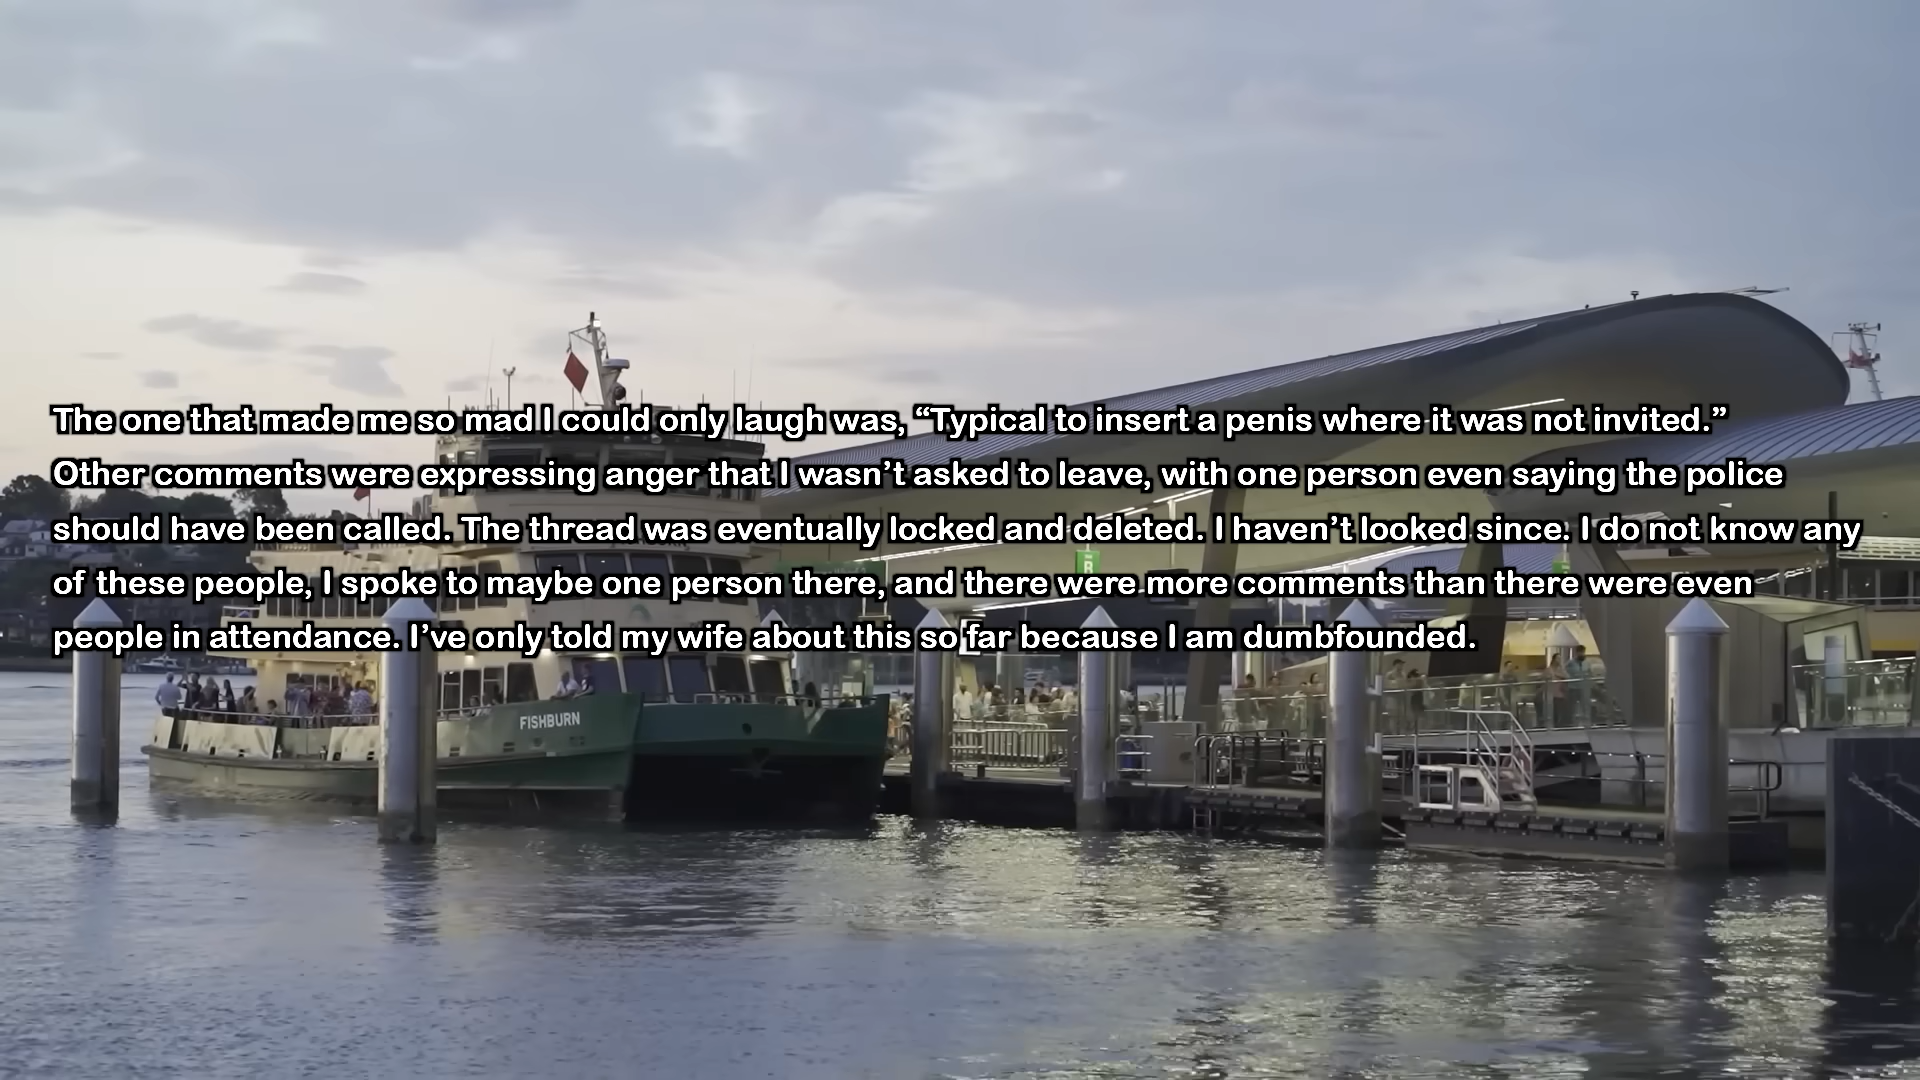 The one that made me so mad I could only laugh was, “Typical to insert a penis where it was not invited.”
Other comments were expressing anger that I wasn’t asked to leave, with one person even saying the police
should have been called. The thread was eventually locked and deleted. I haven’t looked since. I do not know any
of these people, I spoke to maybe one person there, and there were more comments than there were even
people in attendance. I’ve only told my wife about this so far because I am dumbfounded.
R
FISHBURN